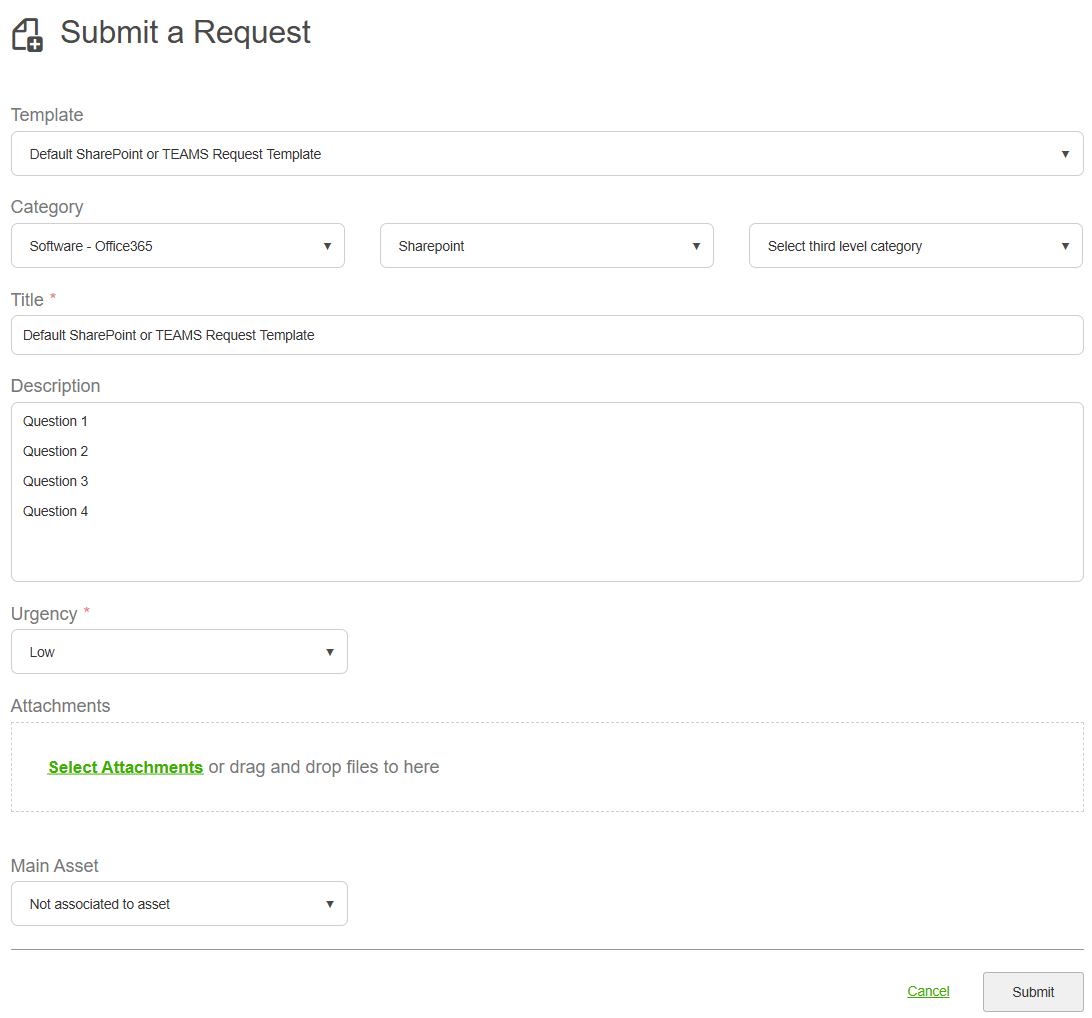 Submit a Request
Template
Default SharePoint or TEAMS Request Template
Category
Software - Office365 Sharepoint Select third level category
Title *
Default SharePoint or TEAMS Request Template
Description
Question 1
Question 2
Question 3
Question 4
Urgency *
Low
Attachments
Select Attachments or drag and drop files to here
Main Asset
Not associated to asset
Cancel Submit